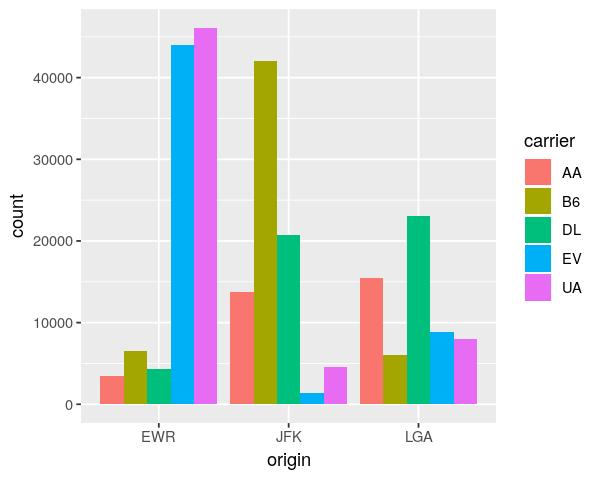 40000
30000
20000
10000
0
count
EWR
JFK
LGA
origin
carrier
AA
B6
DL
EV
UA